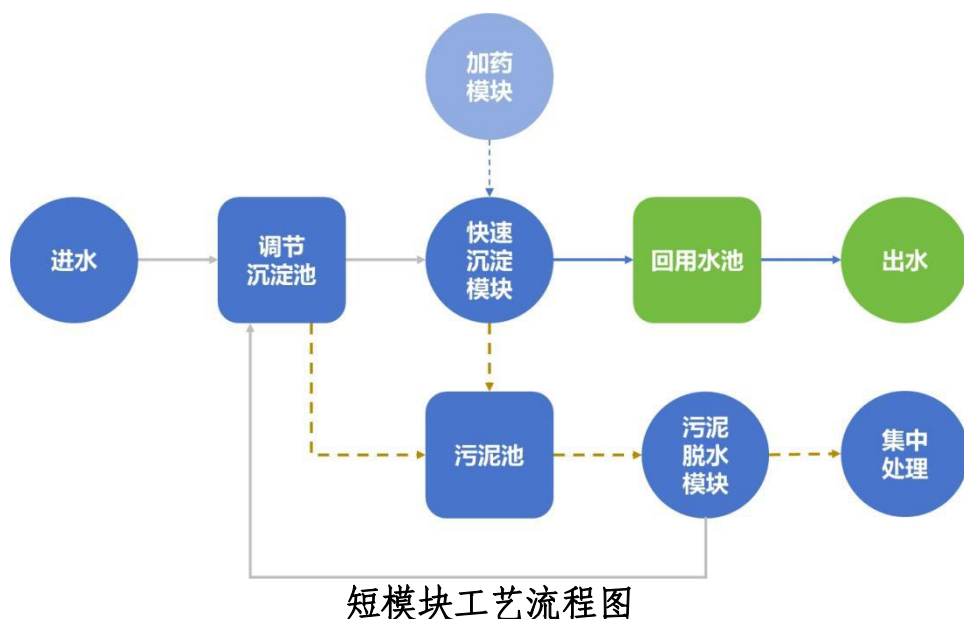 加药
模块
进水
调节
沉淀池
快速
沉淀
模块
回用水池
出水
污泥池
污泥
脱水
模块
集中
处理
短模块工艺流程图